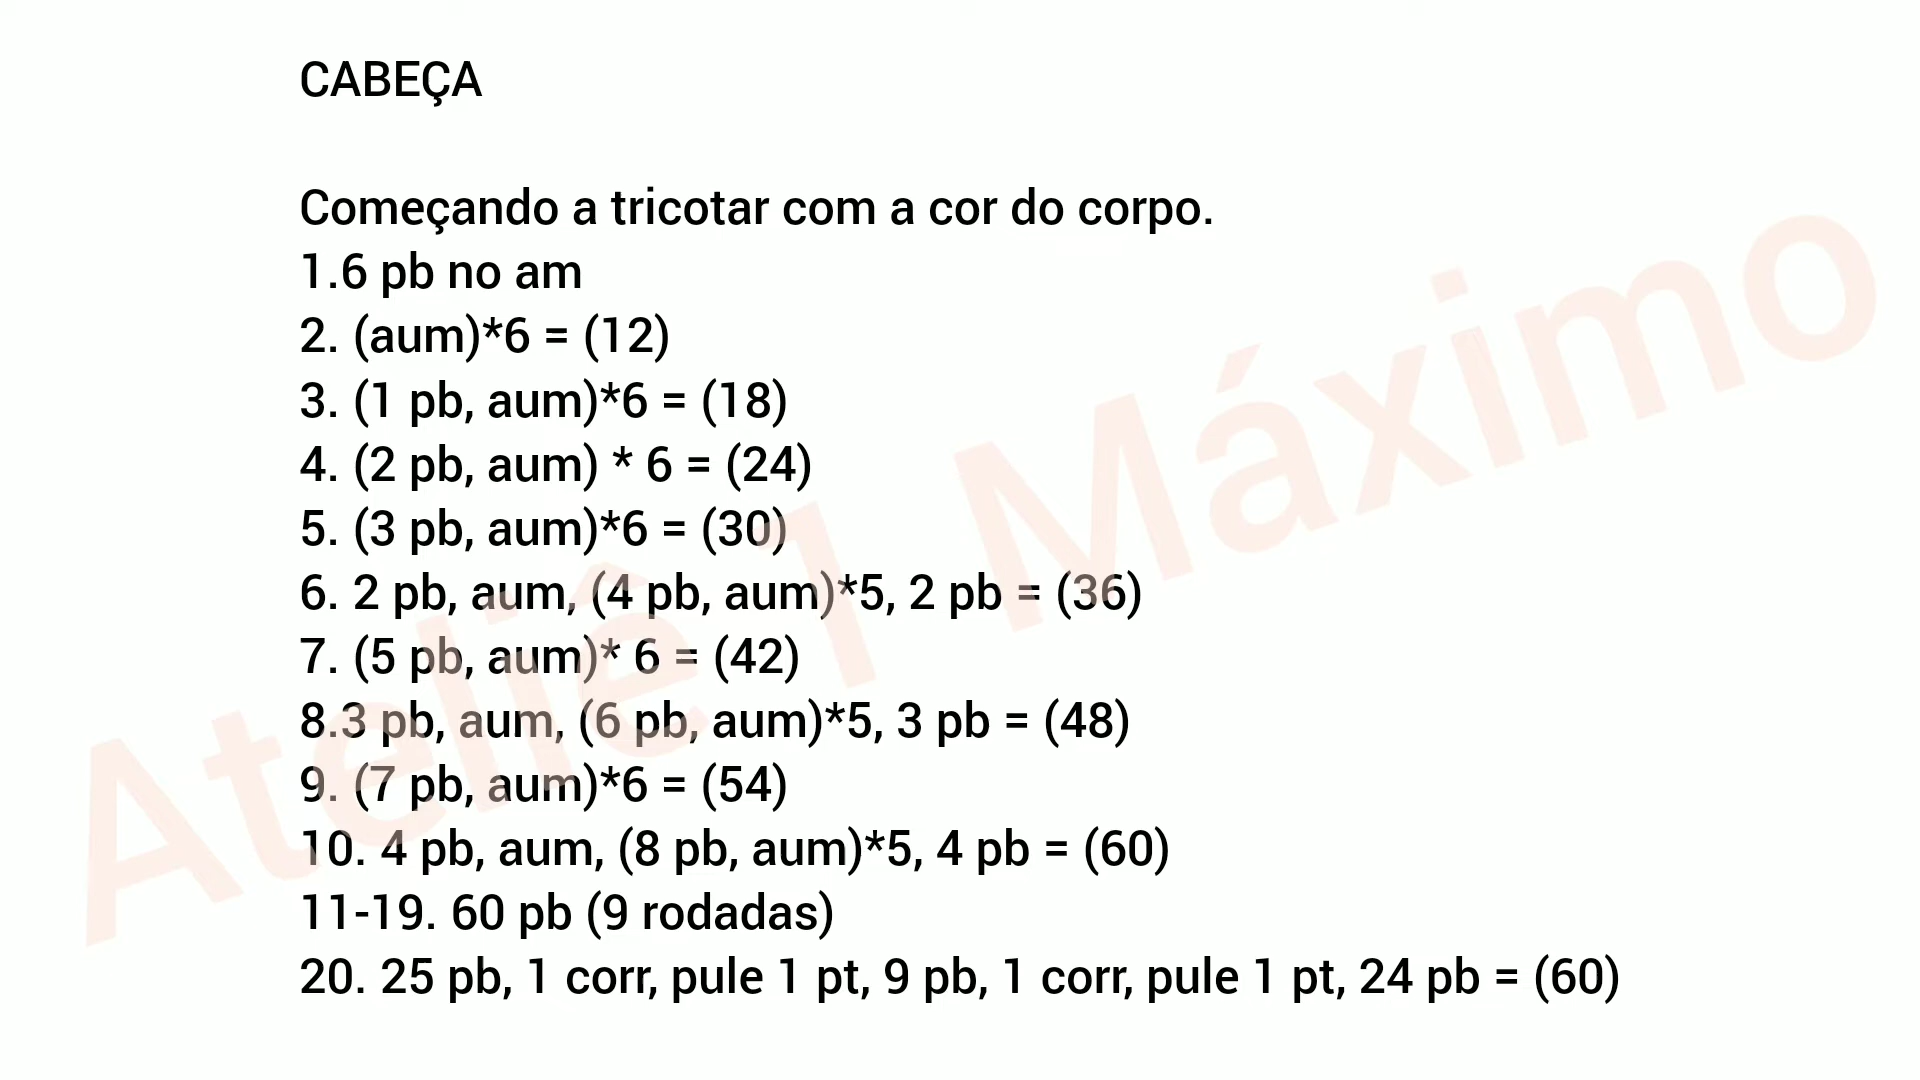 CABEÇA
Começando a tricotar com a cor do corpo.
1.6 pb no am
2. (aum)*6 = (12)
3. (1 pb, aum)*6 = (18)
4. (2 pb, aum) * 6 = (24)
5. (3 pb, aum)*6 = (30)
6. 2 pb, aum, (4 pb, aum)*5, 2 pb = (36)
7. (5 pb, aum)* 6 = (42)
8.3 pb, aum, (6 pb, aum)*5, 3 pb = (48)
9. (7 pb, aum)*6 = (54)
10. 4 pb, aum, (8 pb, aum)*5, 4 pb = (60)
11-19. 60 pb (9 rodadas)
20. 25 pb, 1 corr, pule 1 pt, 9 pb, 1 corr, pule 1 pt, 24 pb = (60)
Ateliê 1 Máximo